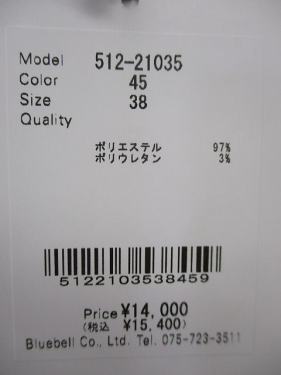 Model 512-21035
Color 45
Size 38
Quality
ポリエステル 97%
ポリウレタン 3%
5122103538459
Price ¥14,000
(税込 ¥15,400)
Bluebell Co., Ltd. Tel. 075-723-3511